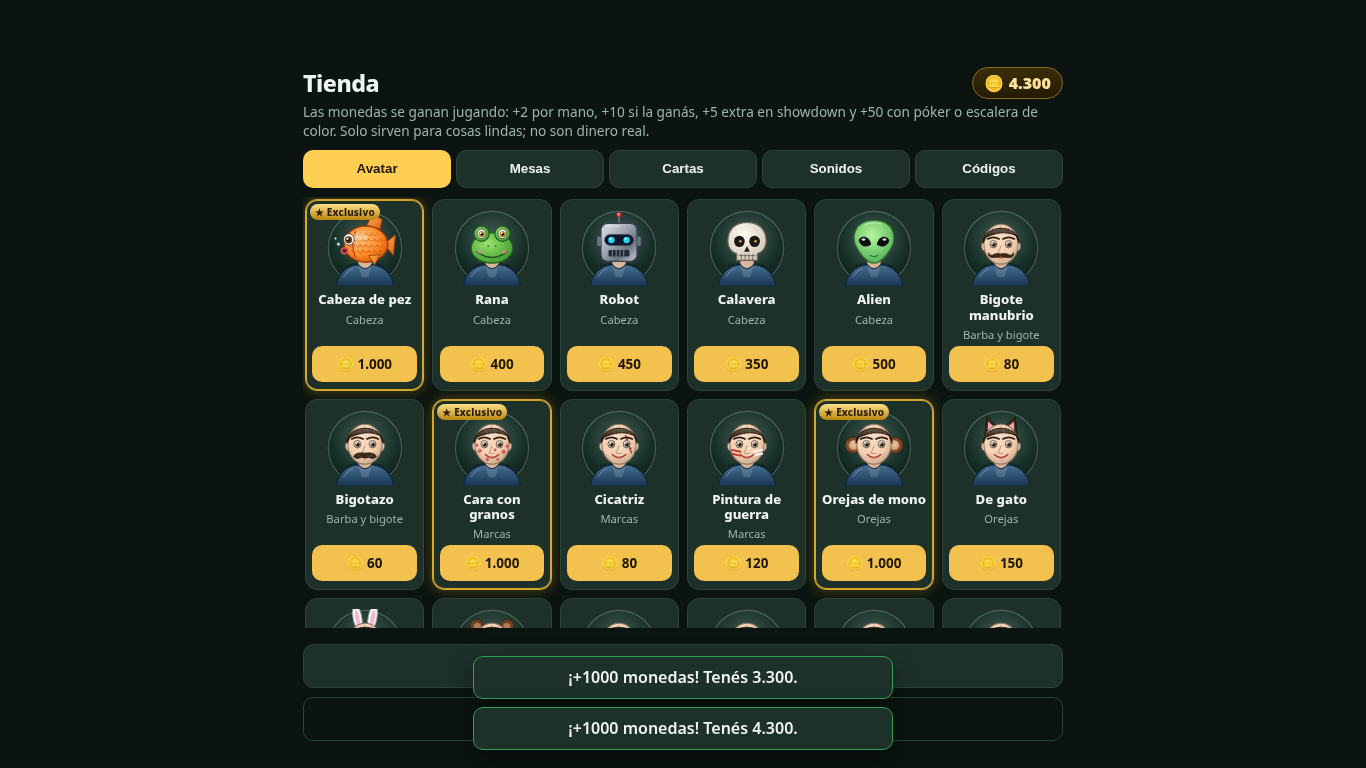 Tienda
4.300
Las monedas se ganan jugando: +2 por mano, +10 si la ganás, +5 extra en showdown y +50 con póker o escalera de
color. Solo sirven para cosas lindas; no son dinero real.
Avatar
Mesas
Cartas
Sonidos
Códigos
★ Exclusivo
Cabeza de pez
Cabeza
1.000
Rana
Cabeza
400
Robot
Cabeza
450
Calavera
Cabeza
350
Alien
Cabeza
500
Bigote
manubrio
Barba y bigote
80
Bigotazo
Barba y bigote
60
★ Exclusivo
Cara con
granos
Marcas
1.000
Cicatriz
Marcas
80
Pintura de
guerra
Marcas
120
★ Exclusivo
Orejas de mono
Orejas
1.000
De gato
Orejas
150
¡+1000 monedas! Tenés 3.300.
¡+1000 monedas! Tenés 4.300.